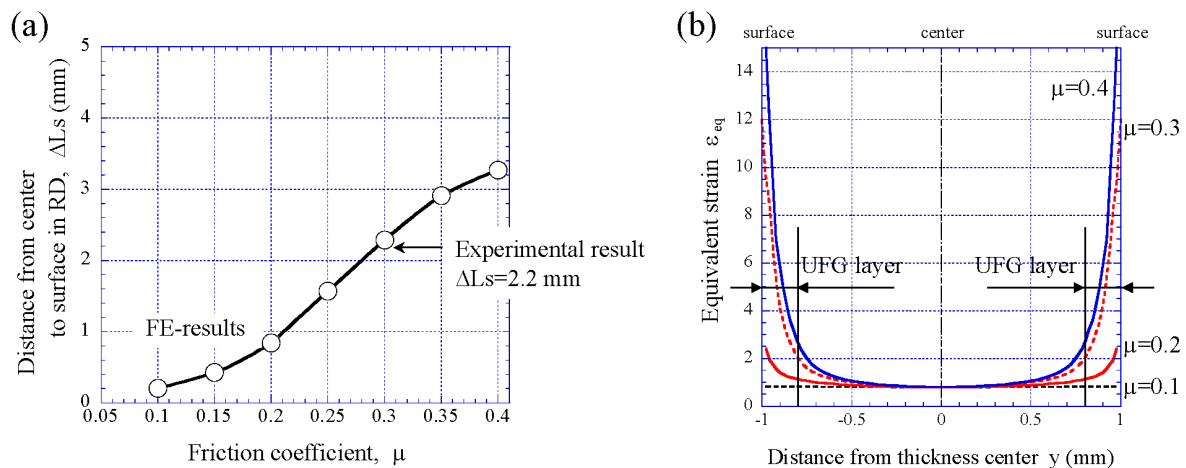 (a)
5
4
3
2
1
0
0.05
0.1
0.15
0.2
0.25
0.3
0.35
0.4
Distance from center
to surface in RD, ΔLs (mm)
Friction coefficient, μ
FE-results
Experimental result
ΔLs=2.2 mm
(b)
surface
center
surface
14
12
10
8
6
4
2
0
-1
-0.5
0
0.5
1
Equivalent strain εeq
Distance from thickness center y (mm)
μ=0.4
μ=0.3
μ=0.2
μ=0.1
UFG layer
UFG layer